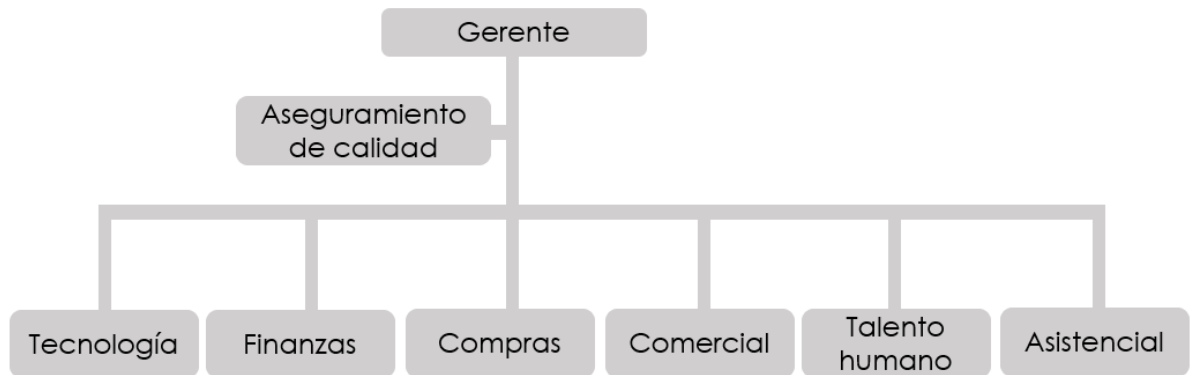 Gerente
Aseguramiento
de calidad
Tecnología
Finanzas
Compras
Comercial
Talento
humano
Asistencial